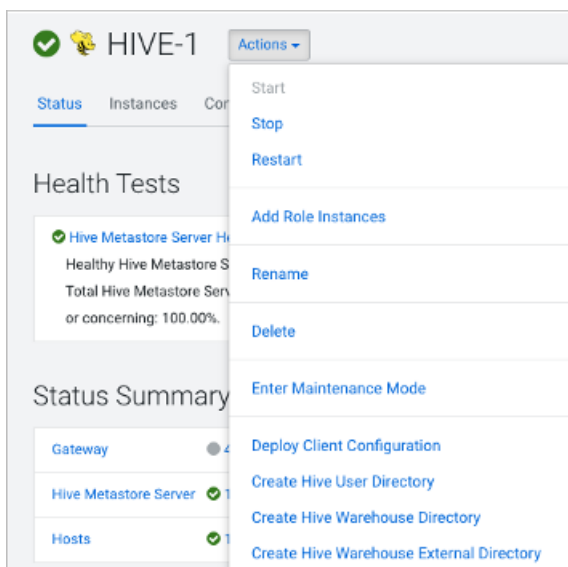 HIVE-1 Actions
Status Instances
Health Tests
Hive Metastore Server
Healthy Hive Metastore
Total Hive Metastore
or concerning: 100.00%.
Status Summary
Gateway
Hive Metastore Server
Hosts
Start
Stop
Restart
Add Role Instances
Rename
Delete
Enter Maintenance Mode
Deploy Client Configuration
Create Hive User Directory
Create Hive Warehouse Directory
Create Hive Warehouse External Directory